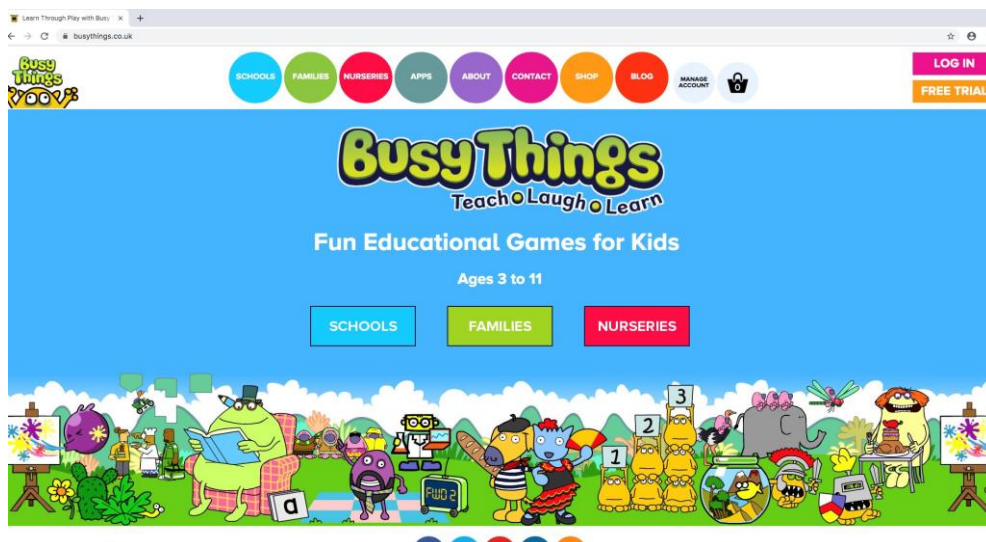 Learn Through Play with Busy
busythings.co.uk
Busy
Things
SCHOOLS
FAMILIES
NURSERIES
APPS
ABOUT
CONTACT
SHOP
BLOG
MANAGE
ACCOUNT
0
LOG IN
FREE TRIAL
Busy Things
Teach Laugh Learn
Fun Educational Games for Kids
Ages 3 to 11
SCHOOLS
FAMILIES
NURSERIES
3
2
1
a
FWD 2